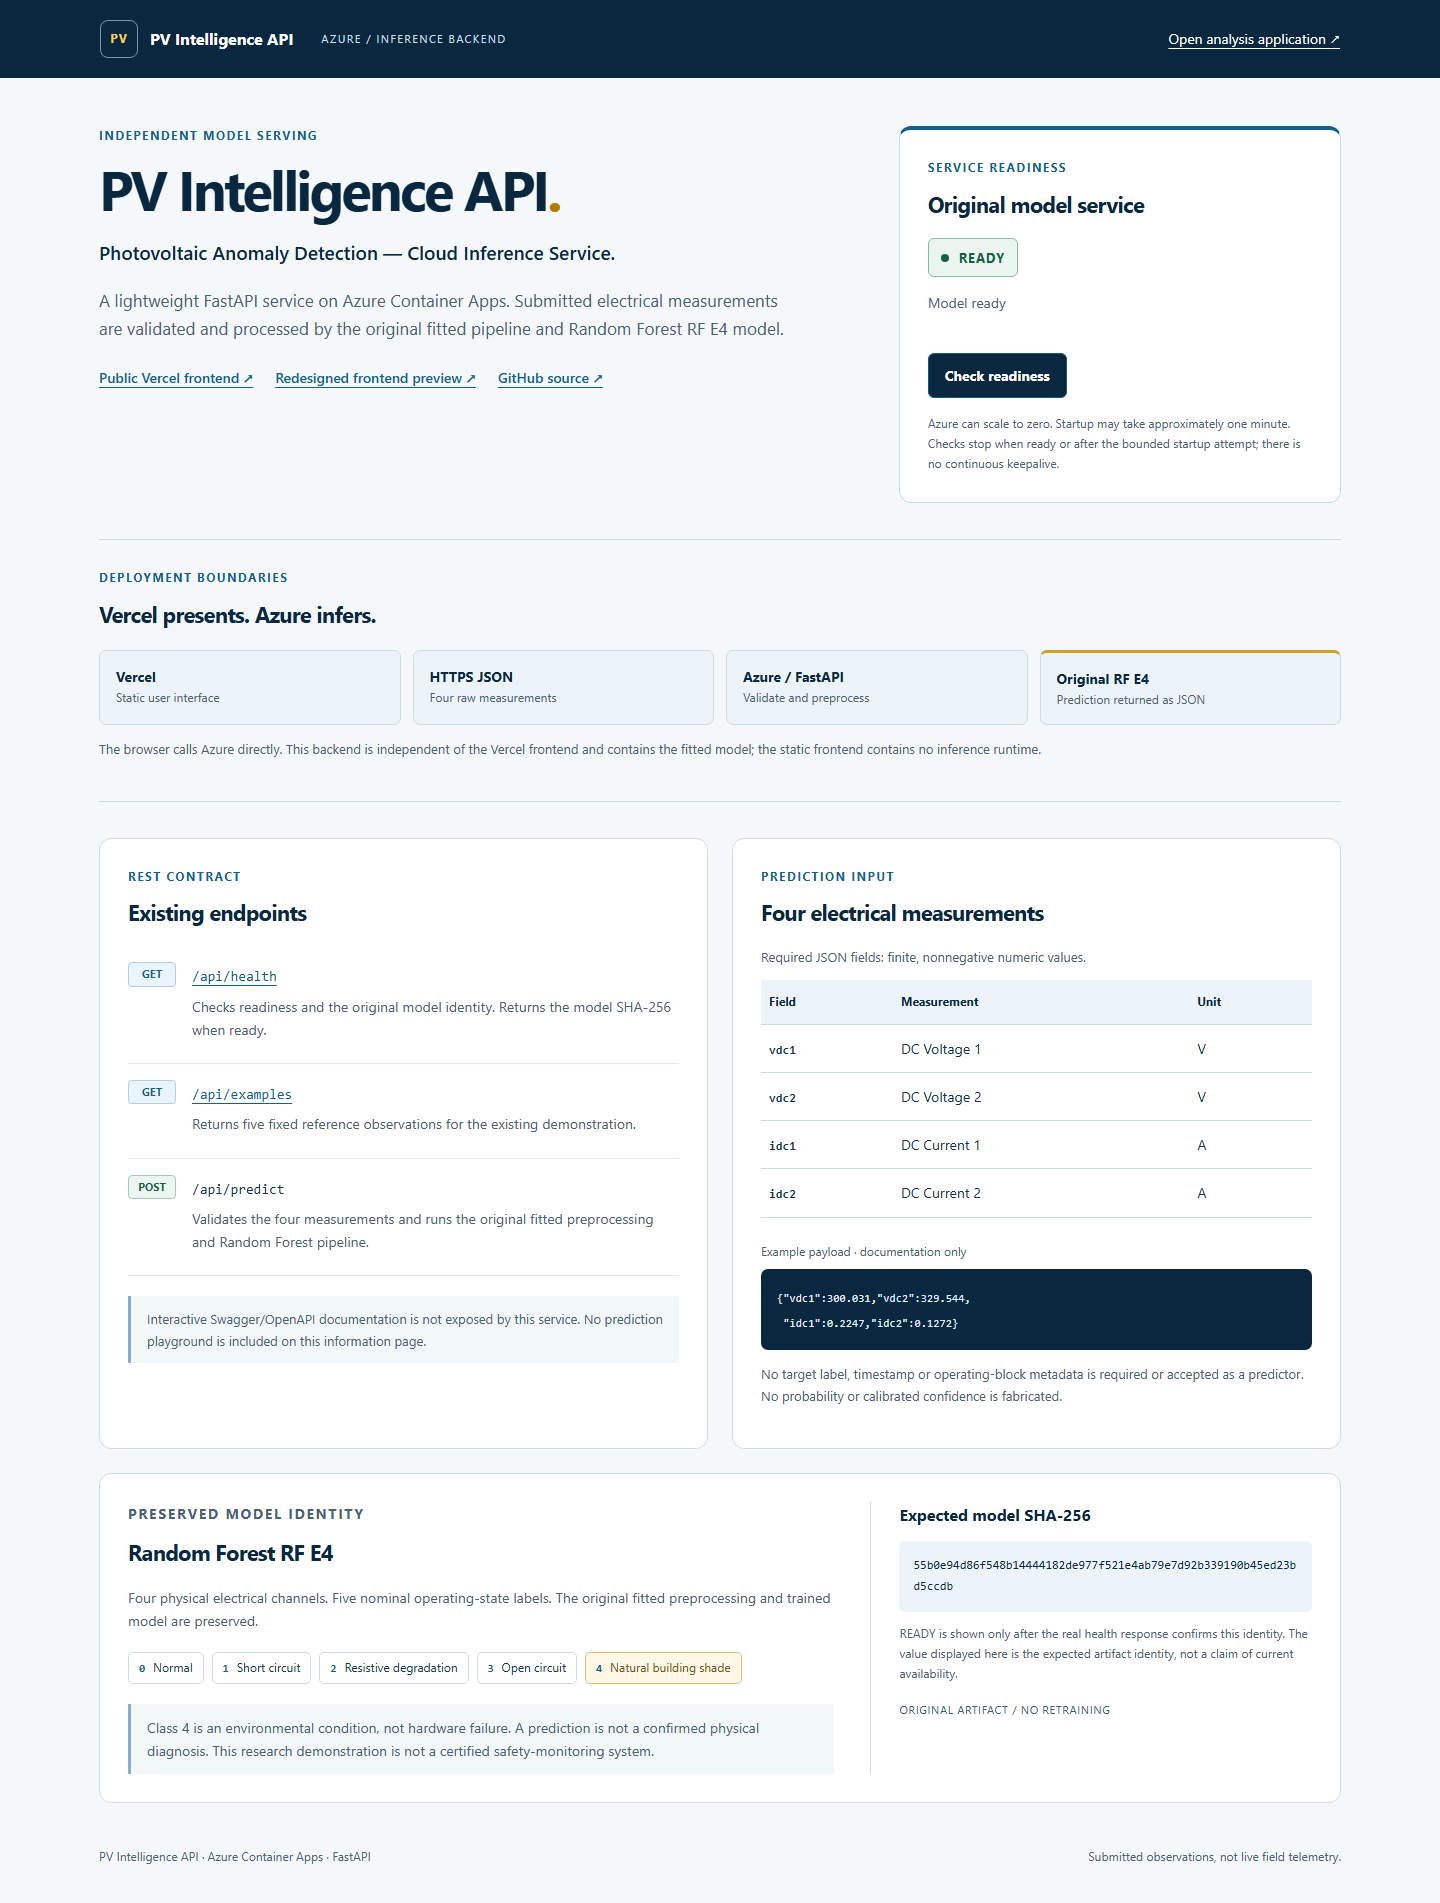 PV PV Intelligence API AZURE / INFERENCE BACKEND Open analysis application ↗
INDEPENDENT MODEL SERVING
PV Intelligence API.
Photovoltaic Anomaly Detection — Cloud Inference Service.
A lightweight FastAPI service on Azure Container Apps. Submitted electrical measurements
are validated and processed by the original fitted pipeline and Random Forest RF E4 model.
Public Vercel frontend ↗ Redesigned frontend preview ↗ GitHub source ↗
SERVICE READINESS
Original model service
READY
Model ready
Check readiness
Azure can scale to zero. Startup may take approximately one minute.
Checks stop when ready or after the bounded startup attempt; there is
no continuous keepalive.
DEPLOYMENT BOUNDARIES
Vercel presents. Azure infers.
Vercel
Static user interface
HTTPS JSON
Four raw measurements
Azure / FastAPI
Validate and preprocess
Original RF E4
Prediction returned as JSON
The browser calls Azure directly. This backend is independent of the Vercel frontend and contains the fitted model; the static frontend contains no inference runtime.
REST CONTRACT
Existing endpoints
GET /api/health
Checks readiness and the original model identity. Returns the model SHA-256
when ready.
GET /api/examples
Returns five fixed reference observations for the existing demonstration.
POST /api/predict
Validates the four measurements and runs the original fitted preprocessing
and Random Forest pipeline.
Interactive Swagger/OpenAPI documentation is not exposed by this service. No prediction
playground is included on this information page.
PREDICTION INPUT
Four electrical measurements
Required JSON fields: finite, nonnegative numeric values.
Field Measurement Unit
vdc1 DC Voltage 1 V
vdc2 DC Voltage 2 V
idc1 DC Current 1 A
idc2 DC Current 2 A
Example payload · documentation only
{"vdc1":300.031,"vdc2":329.544,
"idc1":0.2247,"idc2":0.1272}
No target label, timestamp or operating-block metadata is required or accepted as a predictor.
No probability or calibrated confidence is fabricated.
PRESERVED MODEL IDENTITY
Random Forest RF E4
Four physical electrical channels. Five nominal operating-state labels. The original fitted preprocessing and trained
model are preserved.
0 Normal 1 Short circuit 2 Resistive degradation 3 Open circuit 4 Natural building shade
Class 4 is an environmental condition, not hardware failure. A prediction is not a confirmed physical
diagnosis. This research demonstration is not a certified safety-monitoring system.
Expected model SHA-256
55b0e94d86f548b14444182de977f521e4ab79e7d92b339190b45ed23b
d5ccdb
READY is shown only after the real health response confirms this identity. The
value displayed here is the expected artifact identity, not a claim of current
availability.
ORIGINAL ARTIFACT / NO RETRAINING
PV Intelligence API · Azure Container Apps · FastAPI Submitted observations, not live field telemetry.